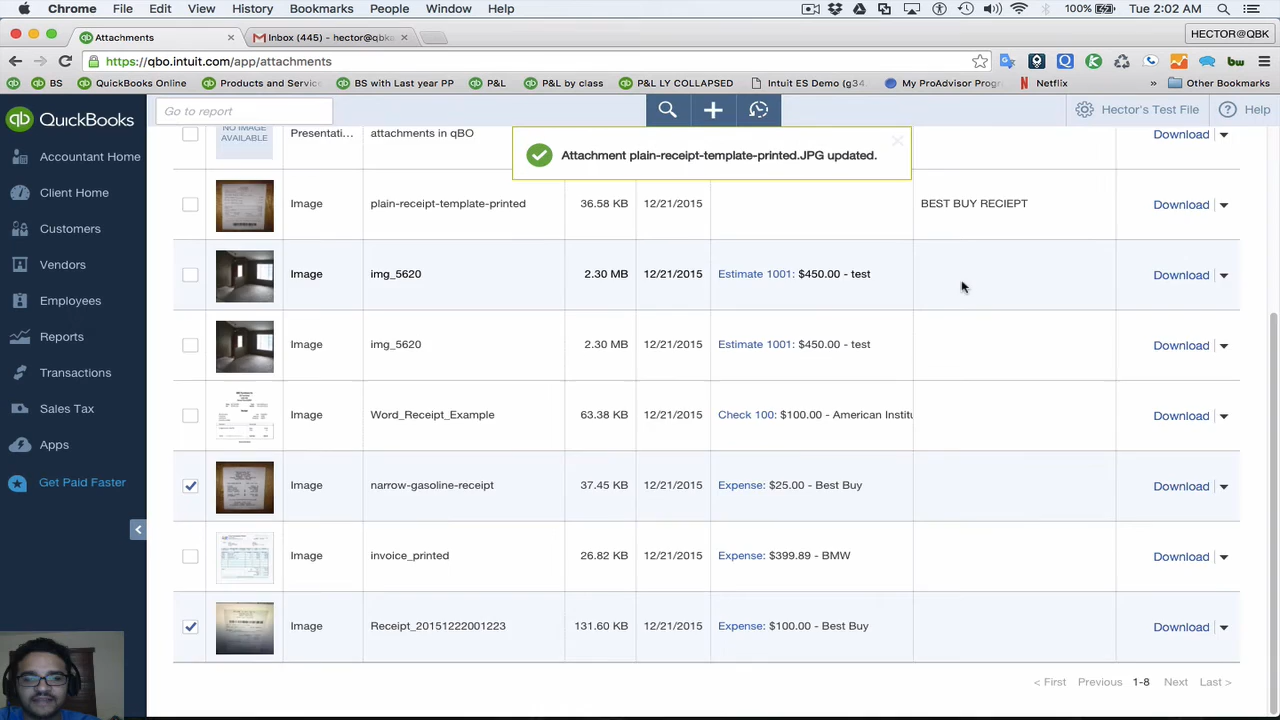 Chrome File Edit View History Bookmarks People Window Help 100% Tue 2:02 AM
Attachments Inbox (445) - hector@qbk HECTOR@QBK
https://qbo.intuit.com/app/attachments
BS QuickBooks Online Products and Servic BS with Last year PP P&L P&L by class P&L LY COLLAPSED Intuit ES Demo (g34 My ProAdvisor Progr Netflix » Other Bookmarks
QuickBooks Go to report Hector's Test File Help
Accountant Home
Client Home
Customers
Vendors
Employees
Reports
Transactions
Sales Tax
Apps
Get Paid Faster
NO IMAGE
AVAILABLE
Presentati... attachments in qBO Download
Attachment plain-receipt-template-printed.JPG updated.
Image plain-receipt-template-printed 36.58 KB 12/21/2015 BEST BUY RECIEPT Download
Image img_5620 2.30 MB 12/21/2015 Estimate 1001: $450.00 - test Download
Image img_5620 2.30 MB 12/21/2015 Estimate 1001: $450.00 - test Download
Image Word_Receipt_Example 63.38 KB 12/21/2015 Check 100: $100.00 - American Instit Download
Image narrow-gasoline-receipt 37.45 KB 12/21/2015 Expense: $25.00 - Best Buy Download
Image invoice_printed 26.82 KB 12/21/2015 Expense: $399.89 - BMW Download
Image Receipt_20151222001223 131.60 KB 12/21/2015 Expense: $100.00 - Best Buy Download
< First Previous 1-8 Next Last >